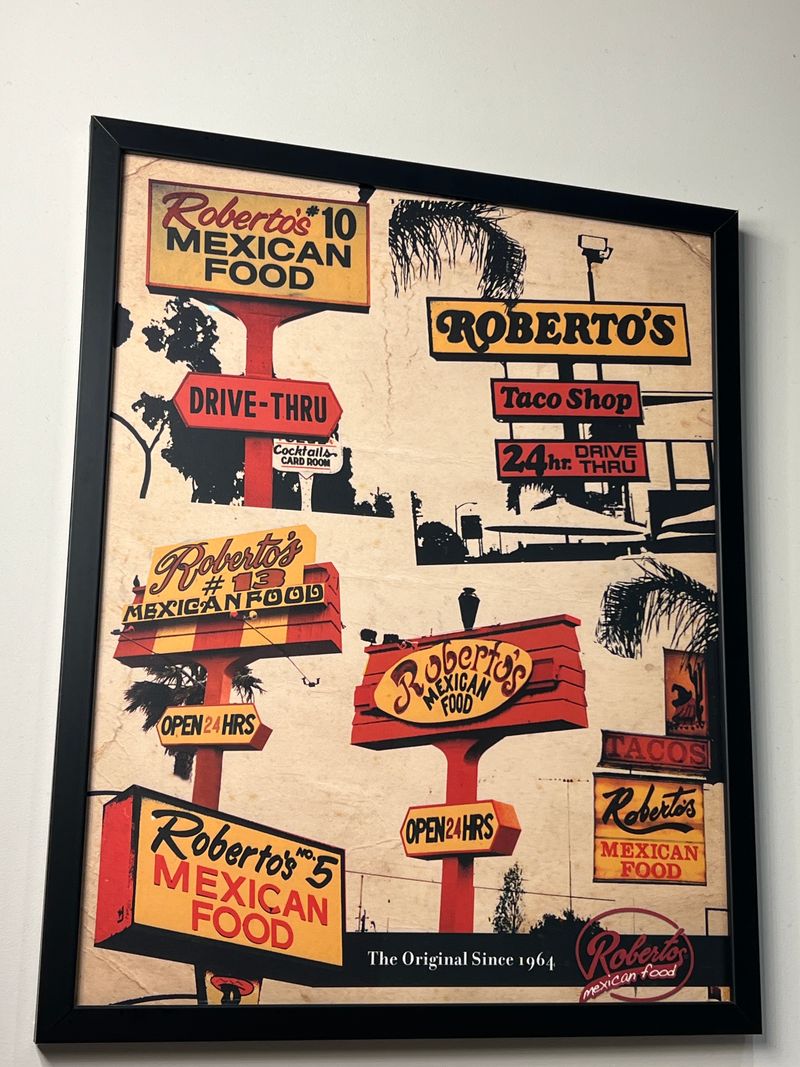 Roberto's #10
MEXICAN
FOOD
DRIVE-THRU
Cocktails
CARD ROOM
ROBERTO'S
Taco Shop
24hr. DRIVE
THRU
Roberto's
# 13
MEXICAN FOOD
OPEN 24 HRS
Roberto's
MEXICAN
FOOD
OPEN 24 HRS
TACOS
Roberto's
MEXICAN
FOOD
Roberto's NO. 5
MEXICAN
FOOD
The Original Since 1964
Roberto's
mexican food